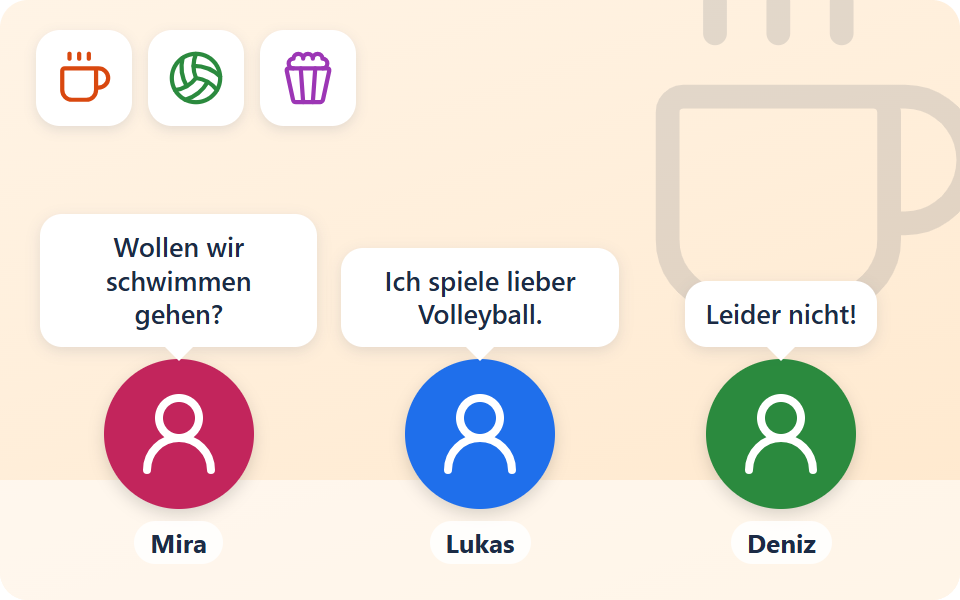 Wollen wir
schwimmen
gehen?
Ich spiele lieber
Volleyball.
Leider nicht!
Mira
Lukas
Deniz